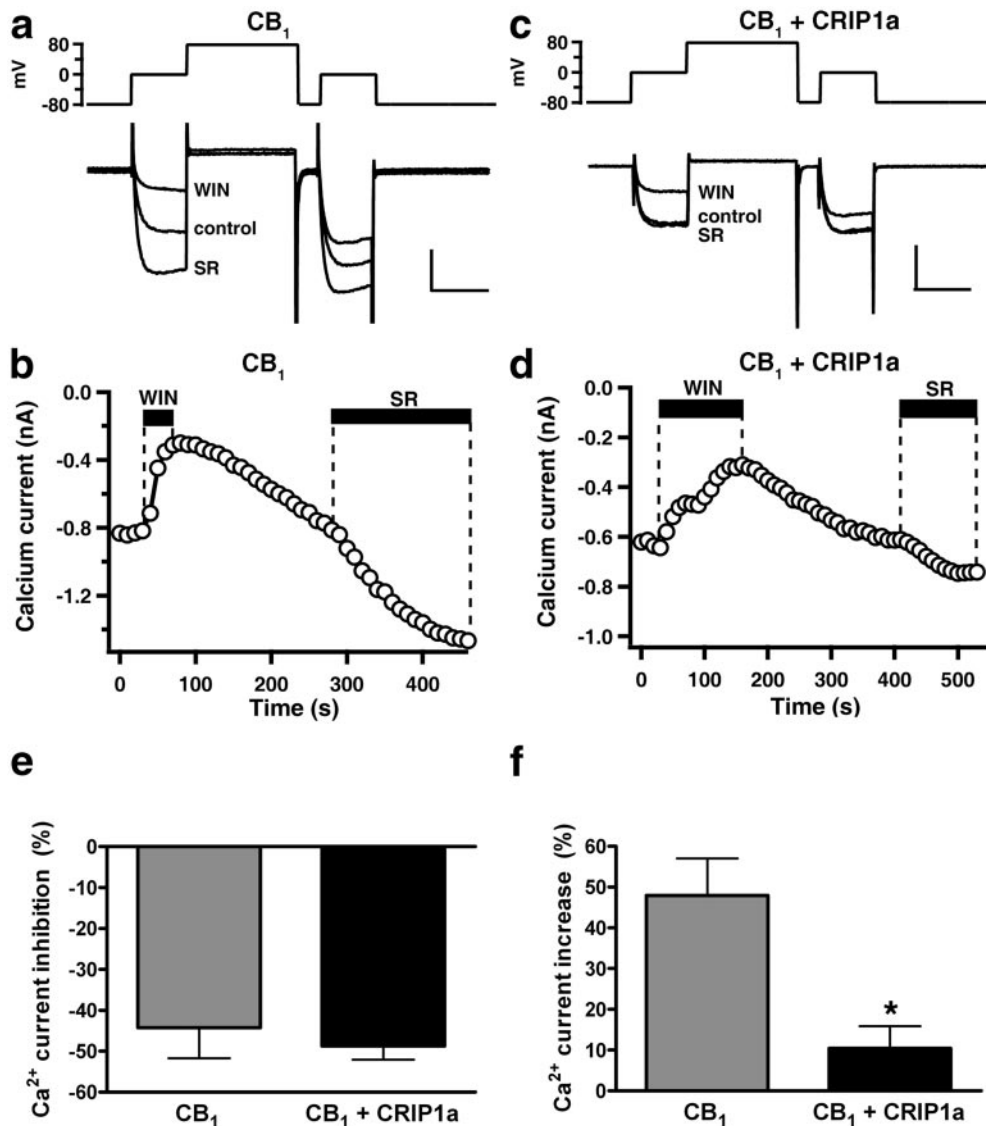 a
CB₁
mV
80
0
-80
WIN
control
SR
c
CB₁ + CRIP1a
mV
80
0
-80
WIN
control
SR
b
CB₁
Calcium current (nA)
0.0
-0.4
-0.8
-1.2
WIN
SR
0 100 200 300 400
Time (s)
d
CB₁ + CRIP1a
Calcium current (nA)
0.0
-0.2
-0.4
-0.6
-0.8
-1.0
WIN
SR
0 100 200 300 400 500
Time (s)
e
Ca²⁺ current inhibition (%)
0
-10
-20
-30
-40
-50
-60
CB₁ CB₁ + CRIP1a
f
Ca²⁺ current increase (%)
60
50
40
30
20
10
0
*
CB₁ CB₁ + CRIP1a